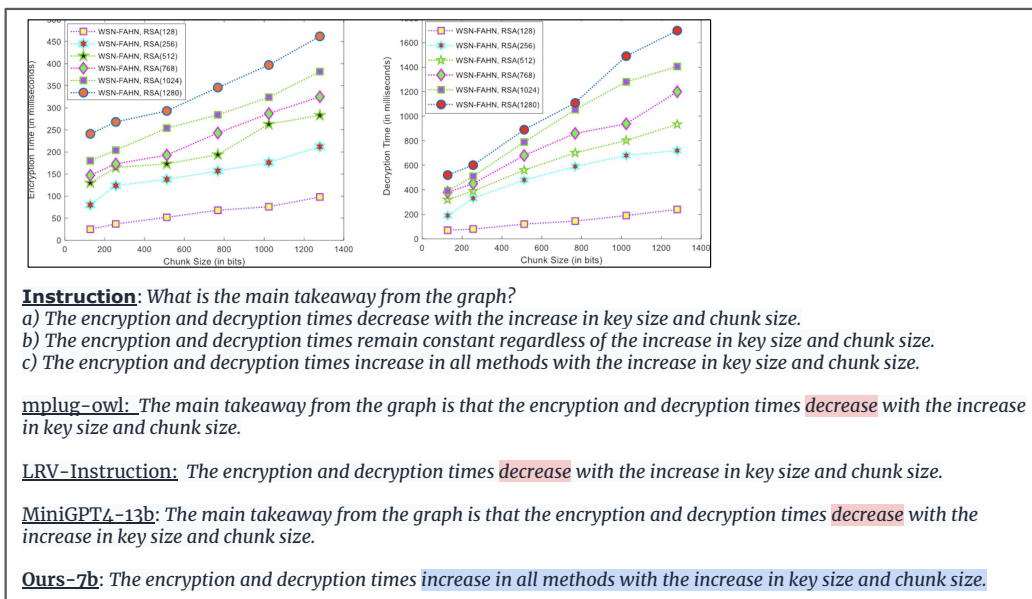 500
450
400
350
300
250
200
150
100
50
0
Encryption Time (in milliseconds)
WSN-FAHN, RSA(128)
WSN-FAHN, RSA(256)
WSN-FAHN, RSA(512)
WSN-FAHN, RSA(768)
WSN-FAHN, RSA(1024)
WSN-FAHN, RSA(1280)
0 200 400 600 800 1000 1200 1400
Chunk Size (in bits)
1600
1400
1200
1000
800
600
400
200
0
Decryption Time (in milliseconds)
WSN-FAHN, RSA(128)
WSN-FAHN, RSA(256)
WSN-FAHN, RSA(512)
WSN-FAHN, RSA(768)
WSN-FAHN, RSA(1024)
WSN-FAHN, RSA(1280)
0 200 400 600 800 1000 1200 1400
Chunk Size (in bits)
Instruction: What is the main takeaway from the graph?
a) The encryption and decryption times decrease with the increase in key size and chunk size.
b) The encryption and decryption times remain constant regardless of the increase in key size and chunk size.
c) The encryption and decryption times increase in all methods with the increase in key size and chunk size.
mplug-owl: The main takeaway from the graph is that the encryption and decryption times decrease with the increase
in key size and chunk size.
LRV-Instruction: The encryption and decryption times decrease with the increase in key size and chunk size.
MiniGPT4-13b: The main takeaway from the graph is that the encryption and decryption times decrease with the
increase in key size and chunk size.
Ours-7b: The encryption and decryption times increase in all methods with the increase in key size and chunk size.